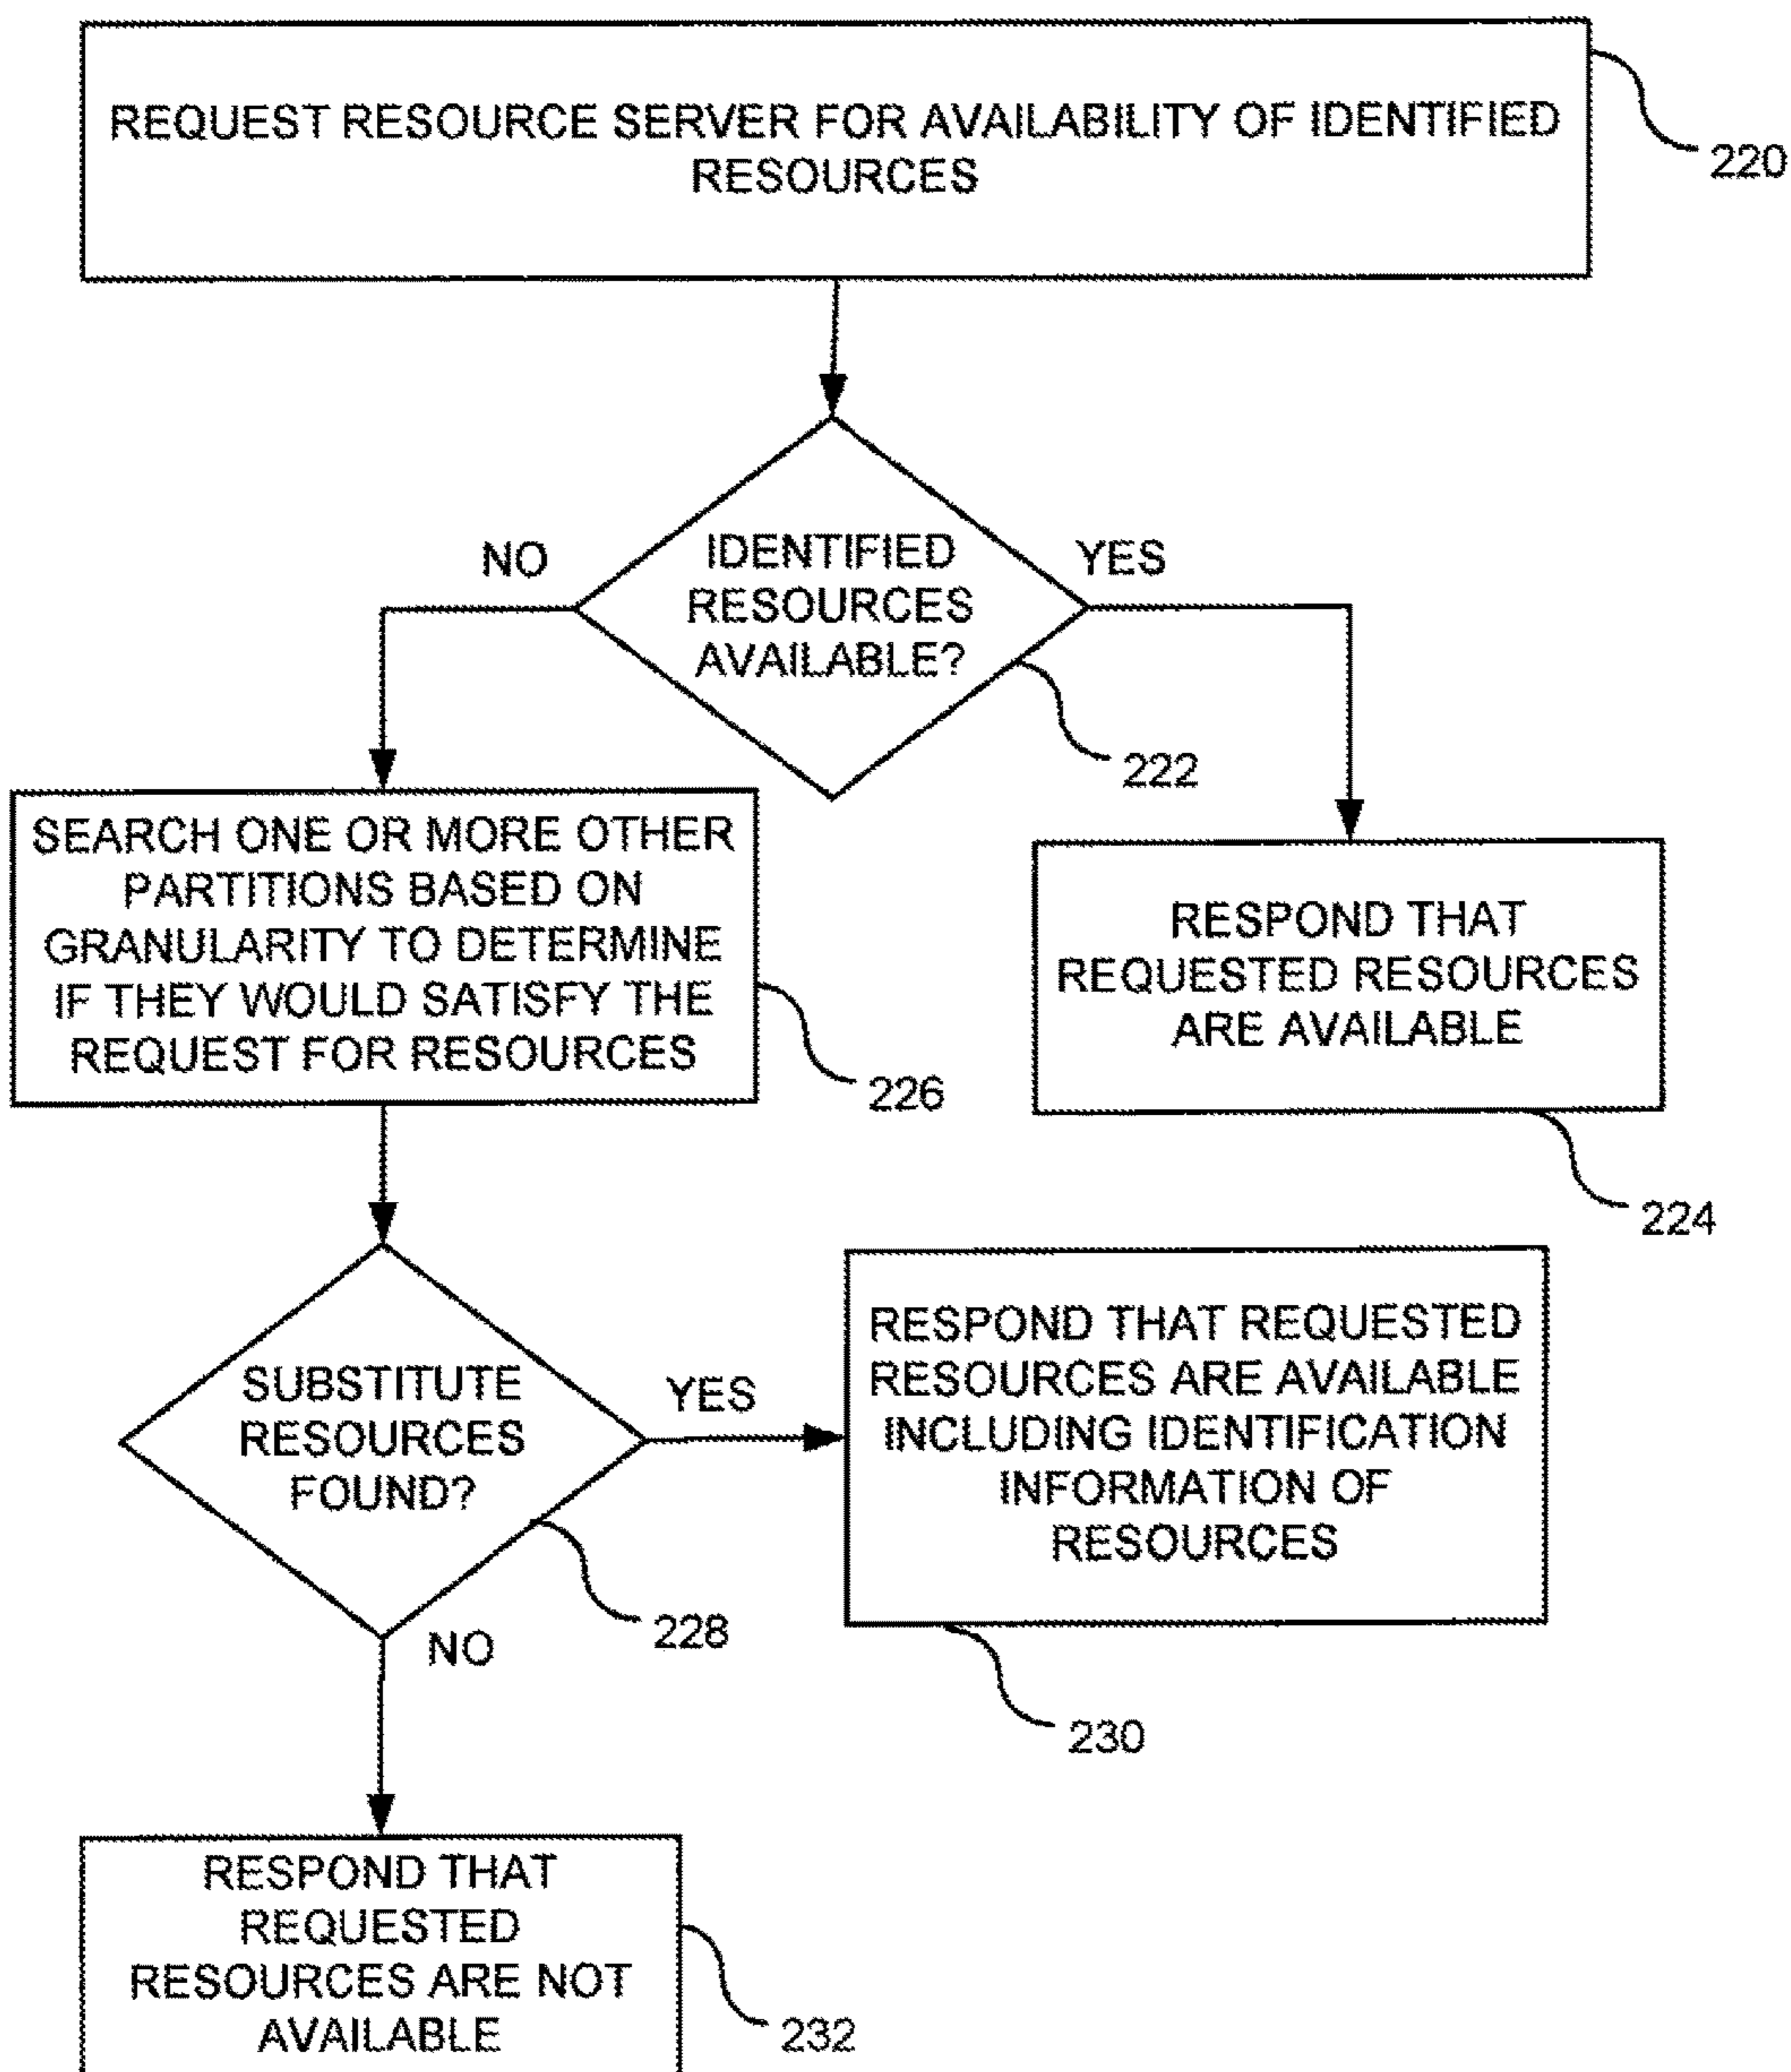 REQUEST RESOURCE SERVER FOR AVAILABILITY OF IDENTIFIED
RESOURCES
220
NO
IDENTIFIED
RESOURCES
AVAILABLE?
YES
222
SEARCH ONE OR MORE OTHER
PARTITIONS BASED ON
GRANULARITY TO DETERMINE
IF THEY WOULD SATISFY THE
REQUEST FOR RESOURCES
226
RESPOND THAT
REQUESTED RESOURCES
ARE AVAILABLE
224
SUBSTITUTE
RESOURCES
FOUND?
YES
228
NO
RESPOND THAT REQUESTED
RESOURCES ARE AVAILABLE
INCLUDING IDENTIFICATION
INFORMATION OF
RESOURCES
230
RESPOND THAT
REQUESTED
RESOURCES ARE NOT
AVAILABLE
232